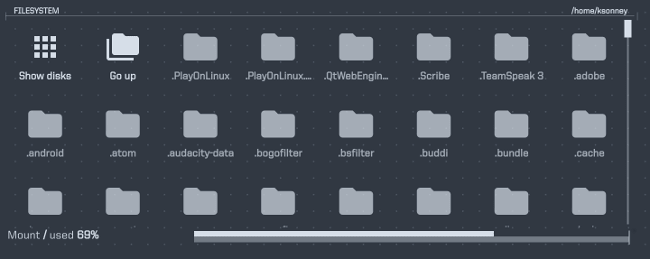 FILESYSTEM /home/ksonney
Show disks Go up .PlayOnLinux .PlayOnLinux.... .QtWebEngin... .Scribe .TeamSpeak 3 .adobe
.android .atom .audacity-data .bogofilter .bsfilter .buddi .bundle .cache
Mount / used 69%